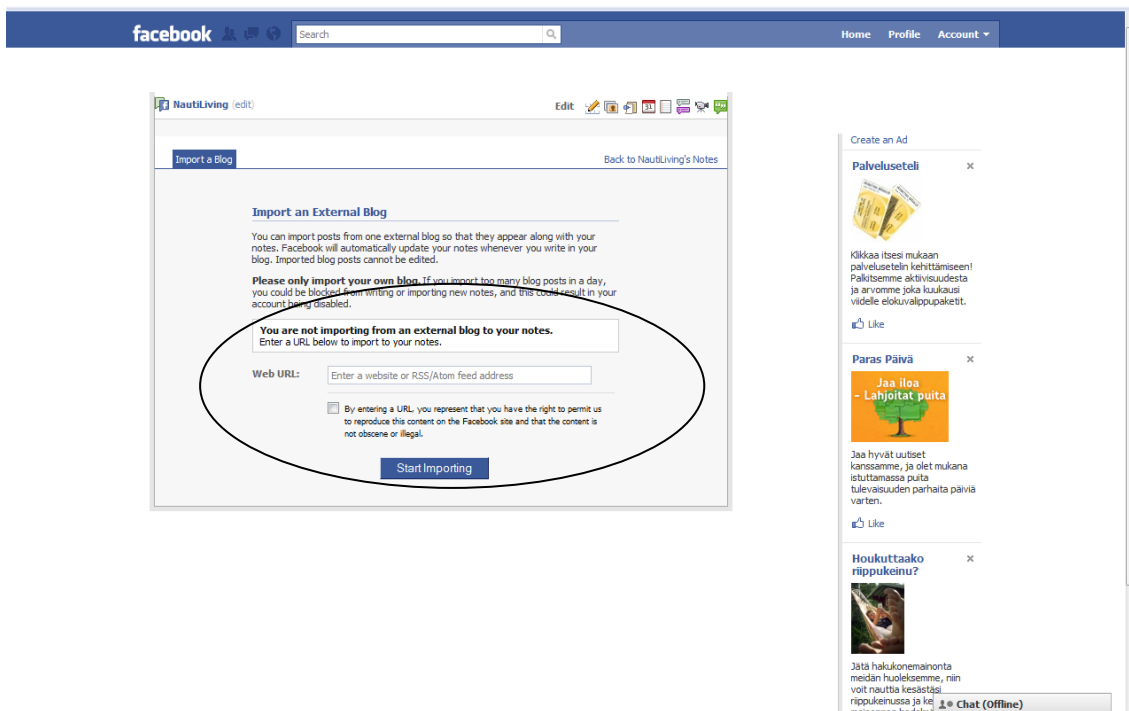 facebook
Search
Home Profile Account
NautiLiving (edit)
Edit
31
Import a Blog
Back to NautiLiving's Notes
Import an External Blog
You can import posts from one external blog so that they appear along with your
notes. Facebook will automatically update your notes whenever you write in your
blog. Imported blog posts cannot be edited.
Please only import your own blog. If you import too many blog posts in a day,
you could be blocked from writing or importing new notes, and this could result in your
account being disabled.
You are not importing from an external blog to your notes.
Enter a URL below to import to your notes.
Web URL:
Enter a website or RSS/Atom feed address
By entering a URL, you represent that you have the right to permit us
to reproduce this content on the Facebook site and that the content is
not obscene or illegal.
Start Importing
Create an Ad
Palveluseteli
Klikkaa itsesi mukaan
palvelusetelin kehittämiseen!
Palkitsemme aktiivisuudesta
ja arvomme joka kuukausi
viidelle elokuvalippupaketit.
Like
Paras Päivä
Jaa iloa
– Lahjoitat puita
Jaa hyvät uutiset
kanssamme, ja olet mukana
istuttamassa puita
tulevaisuuden parhaita päiviä
varten.
Like
Houkuttaako
riippukeinu?
Jätä hakukonemainonta
meidän huoleksemme, niin
voit nauttia kesästäsi
riippukeinussa ja ke
Chat (Offline)